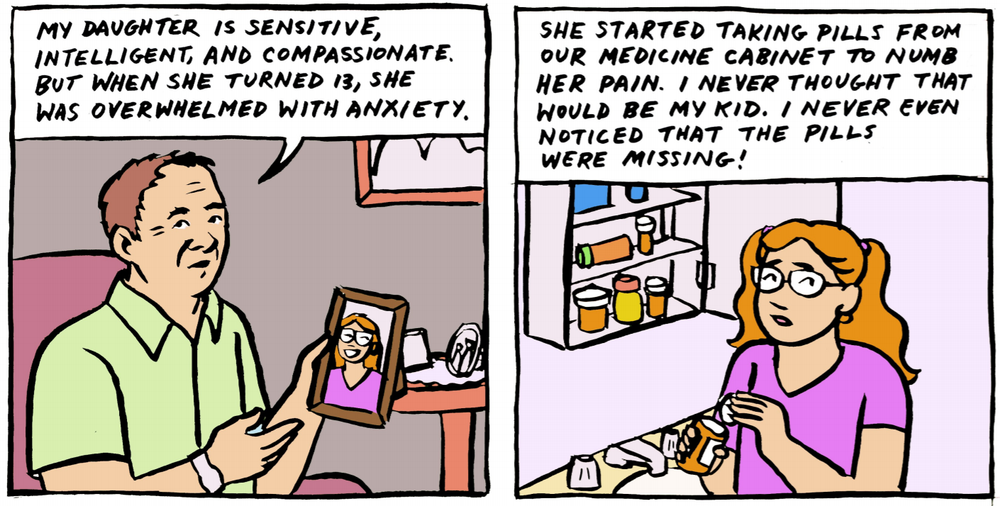 MY DAUGHTER IS SENSITIVE,
INTELLIGENT, AND COMPASSIONATE.
BUT WHEN SHE TURNED 13, SHE
WAS OVERWHELMED WITH ANXIETY.
SHE STARTED TAKING PILLS FROM
OUR MEDICINE CABINET TO NUMB
HER PAIN. I NEVER THOUGHT THAT
WOULD BE MY KID. I NEVER EVEN
NOTICED THAT THE PILLS
WERE MISSING!